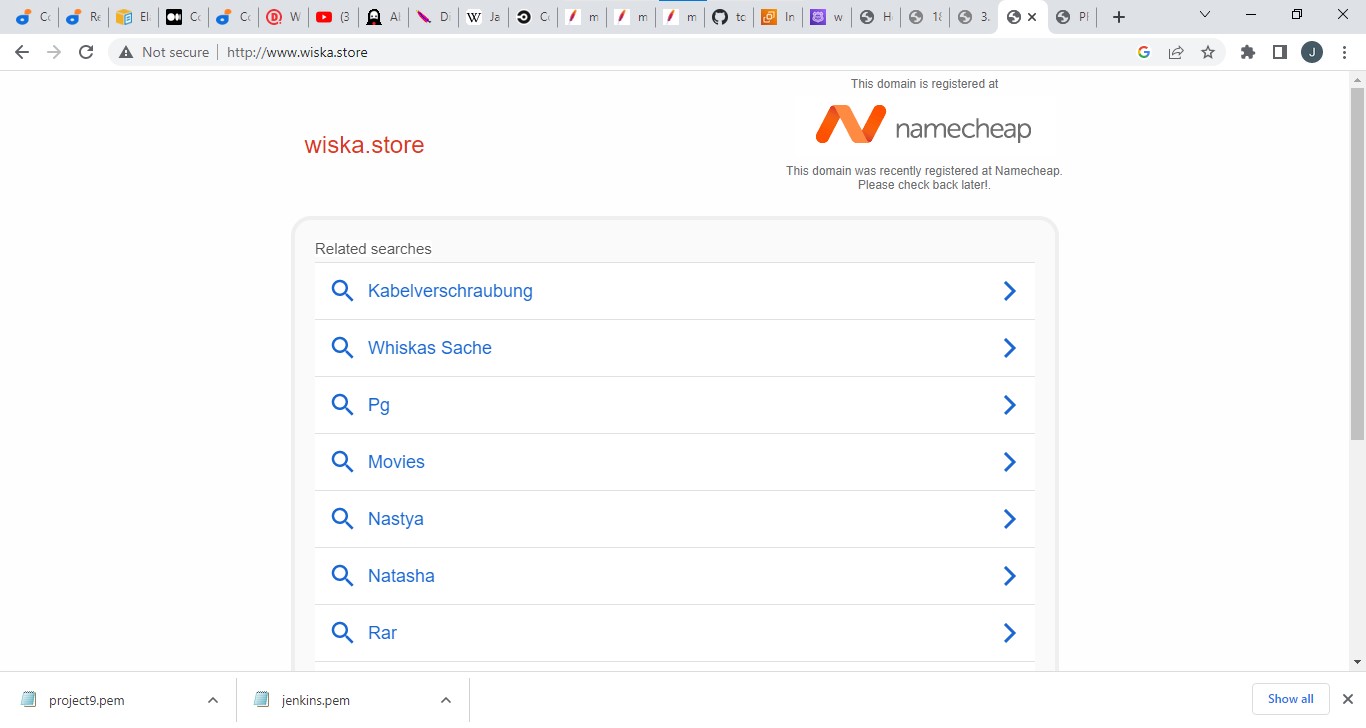 Cc
Re
El
Cc
Cc
W
(3
Al
Di
Ja
Cc
m
m
m
tc
In
w
H
18
3.
Pl
Not secure
http://www.wiska.store
J
This domain is registered at
namecheap
wiska.store
This domain was recently registered at Namecheap.
Please check back later!.
Related searches
Kabelverschraubung
Whiskas Sache
Pg
Movies
Nastya
Natasha
Rar
project9.pem
jenkins.pem
Show all